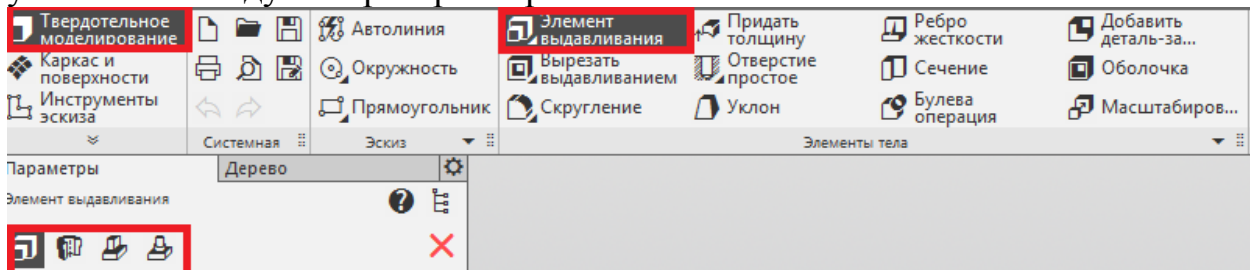 Твердотельное
моделирование
Автолиния
Элемент
выдавливания
Придать
толщину
Ребро
жесткости
Добавить
деталь-за...
Каркас и
поверхности
Окружность
Вырезать
выдавливанием
Отверстие
простое
Сечение
Оболочка
Инструменты
эскиза
Прямоугольник
Скругление
Уклон
Булева
операция
Масштабиров...
Системная
Эскиз
Элементы тела
Параметры
Дерево
Элемент выдавливания